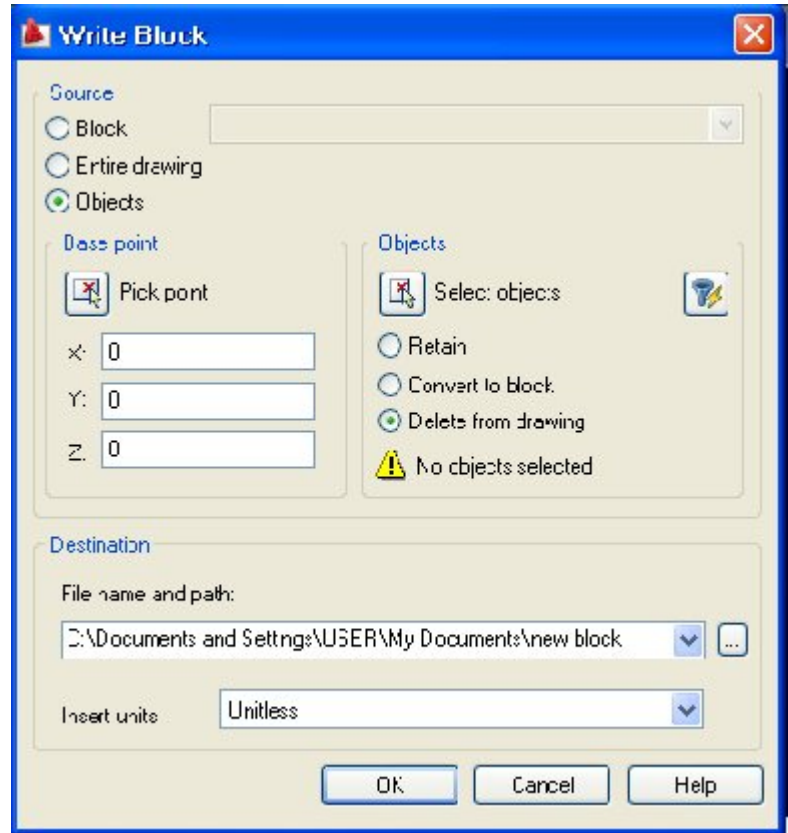 Write Block
Source
Block
Entire drawing
Objects
Base point
Pick point
X: 0
Y: 0
Z: 0
Objects
Select objects
Retain
Convert to block
Delete from drawing
No objects selected
Destination
File name and path:
C:\Documents and Settings\USER\My Documents\new block
...
Insert units
Unitless
OK
Cancel
Help